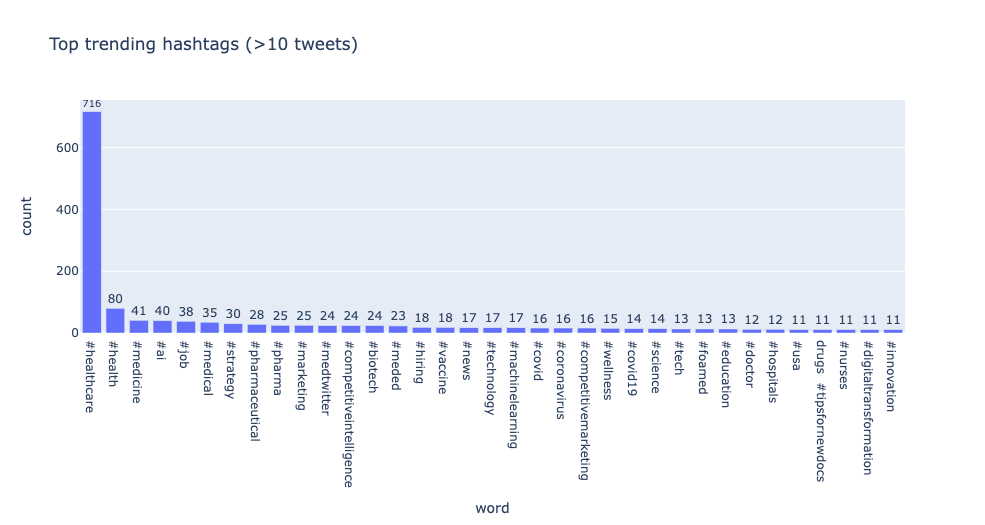 Top trending hashtags (>10 tweets)
716
80
41
40
38
35
30
28
25
25
24
24
24
23
18
18
17
17
17
16
16
16
15
14
14
13
13
13
12
12
11
11
11
11
11
600
400
200
0
count
#healthcare
#health
#medicine
#ai
#job
#medical
#strategy
#pharmaceutical
#pharma
#marketing
#medtwitter
#competitiveintelligence
#biotech
#meded
#hiring
#vaccine
#news
#technology
#machinelearning
#covid
#coronavirus
#competitivemarketing
#wellness
#covid19
#science
#tech
#foamed
#education
#doctor
#hospitals
#usa
drugs #tipsfornewdocs
#nurses
#digitaltransformation
#innovation
word